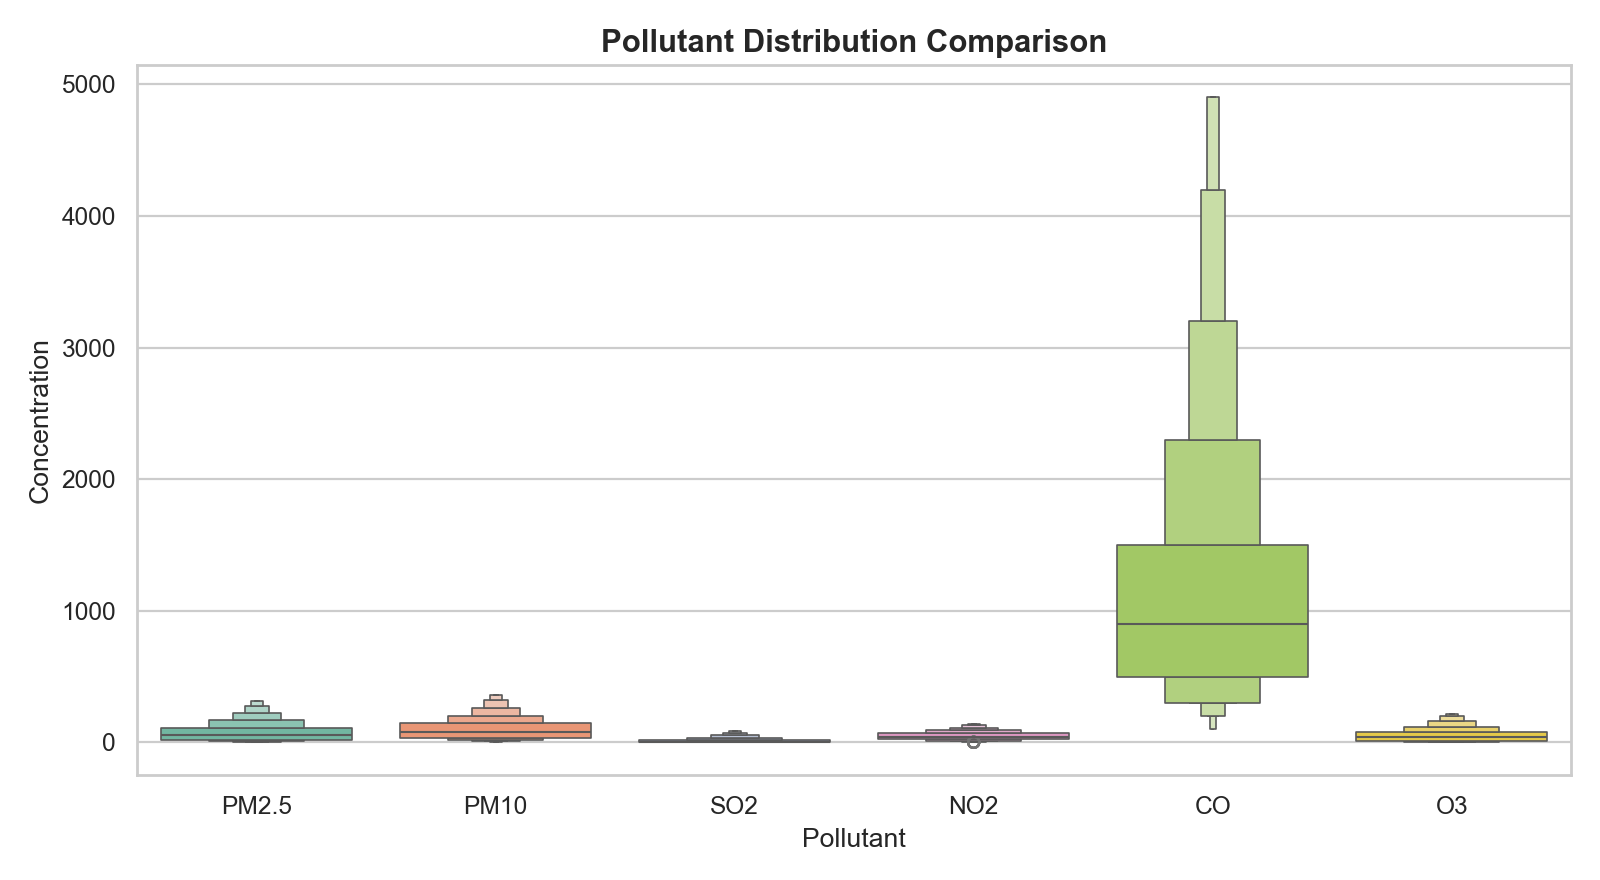 Pollutant Distribution Comparison
5000
4000
3000
2000
1000
0
Concentration
PM2.5 PM10 SO2 NO2 CO O3
Pollutant